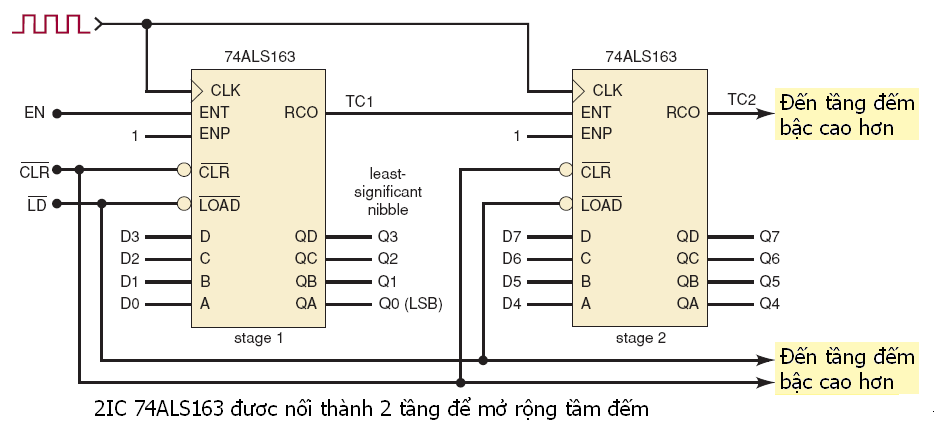 74ALS163
74ALS163
CLK
ENT
RCO
ENP
CLR
LOAD
D
QD
C
QC
B
QB
A
QA
EN
1
CLR
LD
D3
D2
D1
D0
TC1
least-
significant
nibble
Q3
Q2
Q1
Q0 (LSB)
stage 1
CLK
ENT
RCO
ENP
CLR
LOAD
D
QD
C
QC
B
QB
A
QA
1
D7
D6
D5
D4
TC2
Q7
Q6
Q5
Q4
stage 2
Đến tầng đếm
bậc cao hơn
Đến tầng đếm
bậc cao hơn
2IC 74ALS163 đươc nối thành 2 tầng để mở rộng tầm đếm